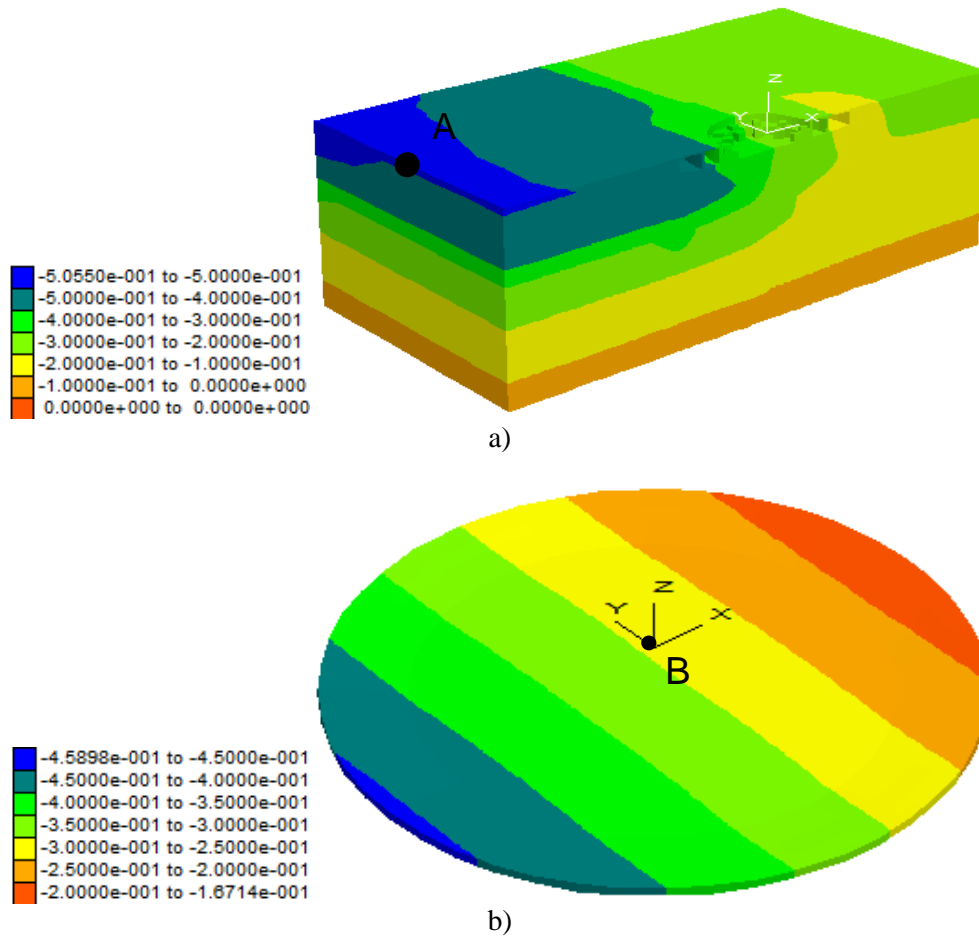 A
Z
Y
X
-5.0550e-001 to -5.0000e-001
-5.0000e-001 to -4.0000e-001
-4.0000e-001 to -3.0000e-001
-3.0000e-001 to -2.0000e-001
-2.0000e-001 to -1.0000e-001
-1.0000e-001 to 0.0000e+000
0.0000e+000 to 0.0000e+000
a)
Z
Y
X
B
-4.5898e-001 to -4.5000e-001
-4.5000e-001 to -4.0000e-001
-4.0000e-001 to -3.5000e-001
-3.5000e-001 to -3.0000e-001
-3.0000e-001 to -2.5000e-001
-2.5000e-001 to -2.0000e-001
-2.0000e-001 to -1.6714e-001
b)